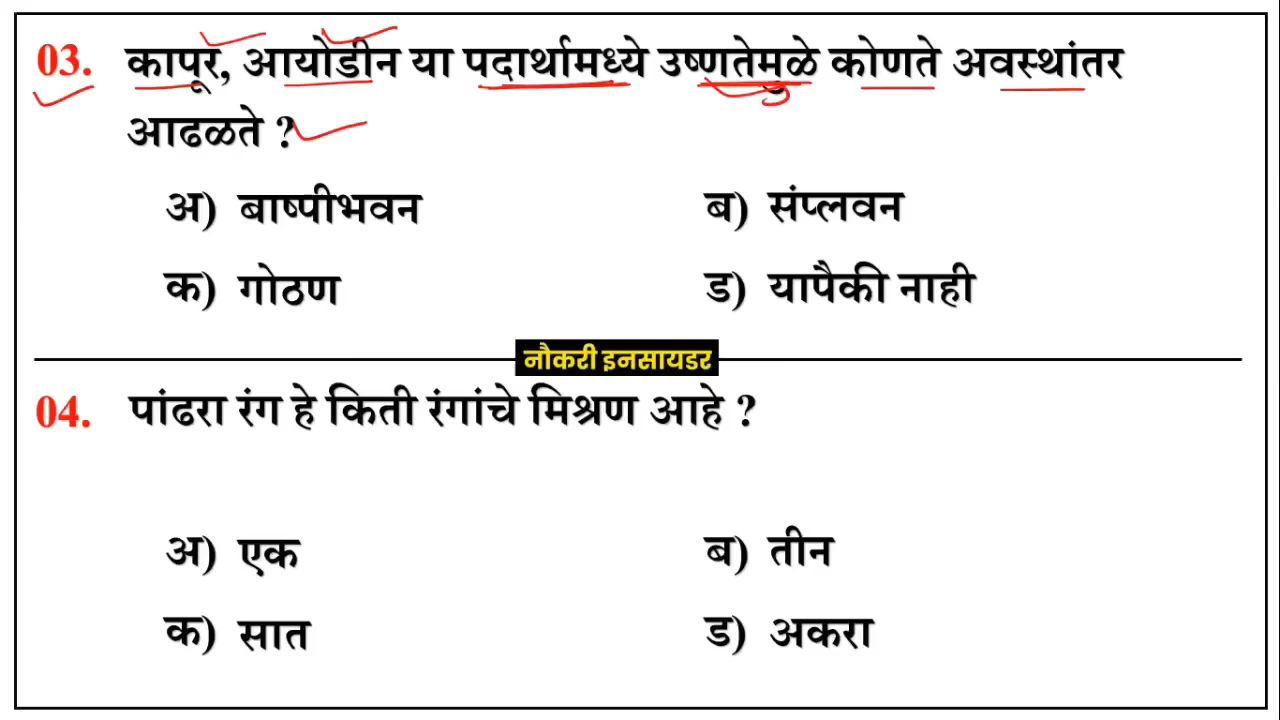 03. कापूर, आयोडीन या पदार्थामध्ये उष्णतेमुळे कोणते अवस्थांतर
आढळते ?
अ) बाष्पीभवन ब) संप्लवन
क) गोठण ड) यापैकी नाही
नौकरी इनसायडर
04. पांढरा रंग हे किती रंगांचे मिश्रण आहे ?
अ) एक ब) तीन
क) सात ड) अकरा